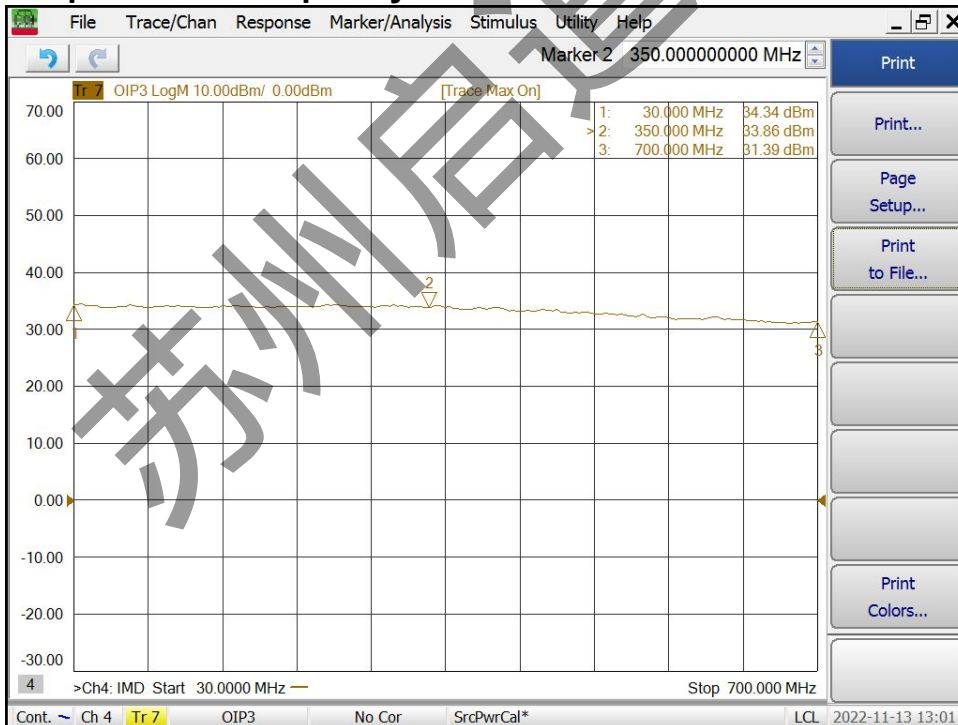 File Trace/Chan Response Marker/Analysis Stimulus Utility Help
Marker 2 350.000000000 MHz
Print
Tr 7 OIP3 LogM 10.00dBm/ 0.00dBm [Trace Max On]
1: 30.000 MHz 34.34 dBm
>2: 350.000 MHz 33.86 dBm
3: 700.000 MHz 31.39 dBm
70.00
60.00
50.00
40.00
30.00
20.00
10.00
0.00
-10.00
-20.00
-30.00
1
2
3
Print...
Page
Setup...
Print
to File...
Print
Colors...
4 >Ch4: IMD Start 30.0000 MHz — Stop 700.000 MHz
Cont. ~ Ch 4 Tr 7 OIP3 No Cor SrcPwrCal* LCL 2022-11-13 13:01
苏州启